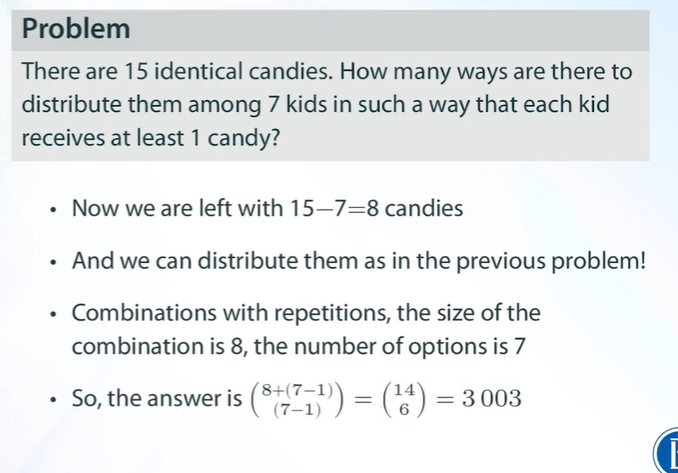 Problem
There are 15 identical candies. How many ways are there to
distribute them among 7 kids in such a way that each kid
receives at least 1 candy?
• Now we are left with 15−7=8 candies
• And we can distribute them as in the previous problem!
• Combinations with repetitions, the size of the
combination is 8, the number of options is 7
• So, the answer is (8+(7−1) (7−1)) = (14 6) = 3 003